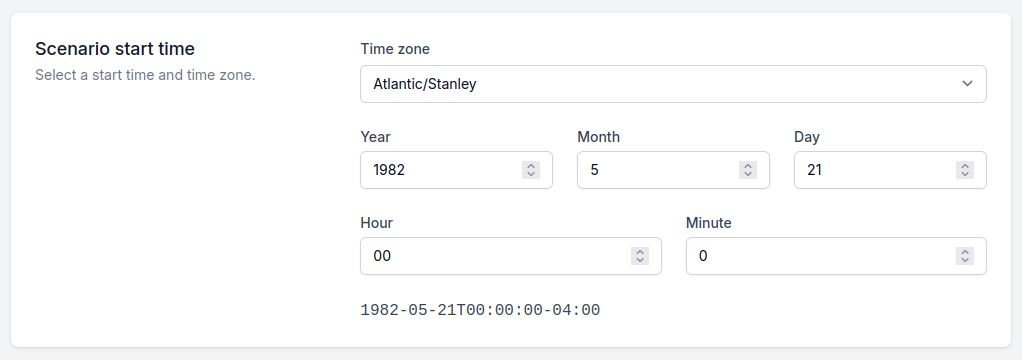 Scenario start time
Select a start time and time zone.
Time zone
Atlantic/Stanley
Year
Month
Day
1982
5
21
Hour
Minute
00
0
1982-05-21T00:00:00-04:00